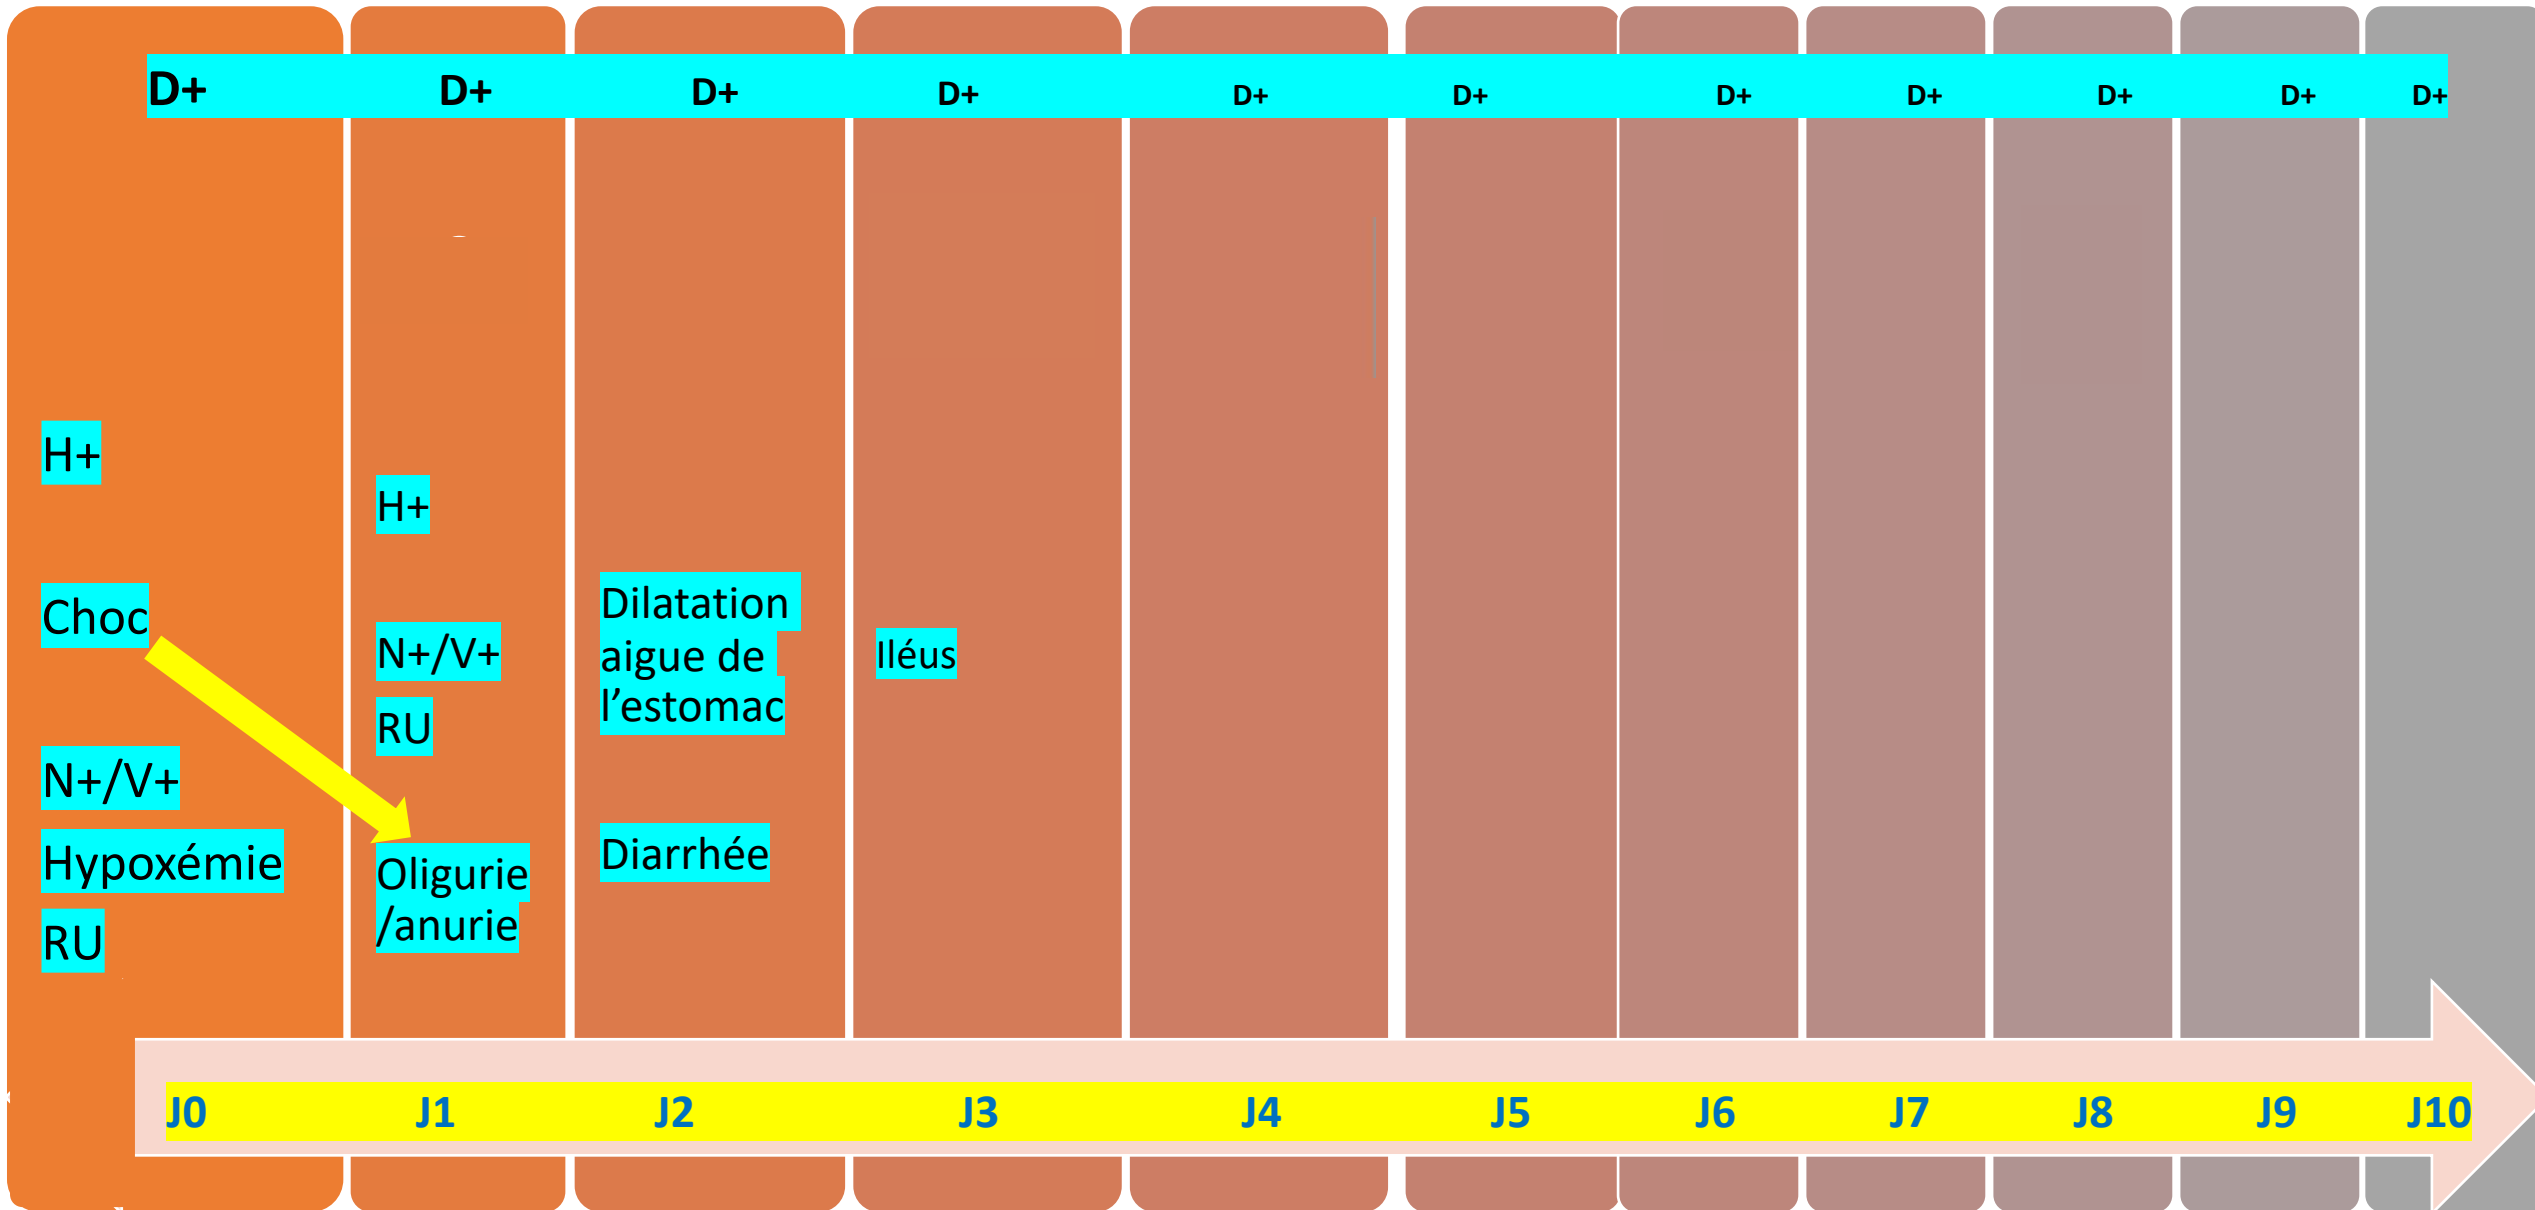 D+ D+ D+ D+ D+ D+ D+ D+ D+ D+ D+
H+
Choc
N+/V+
Hypoxémie
RU
H+
N+/V+
RU
Oligurie
/anurie
Dilatation
aigue de
l’estomac
Diarrhée
Iléus
J0 J1 J2 J3 J4 J5 J6 J7 J8 J9 J10